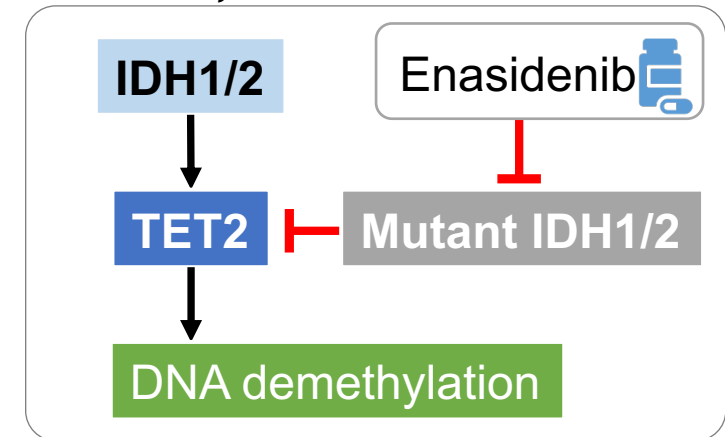 IDH1/2
Enasidenib
TET2
Mutant IDH1/2
DNA demethylation